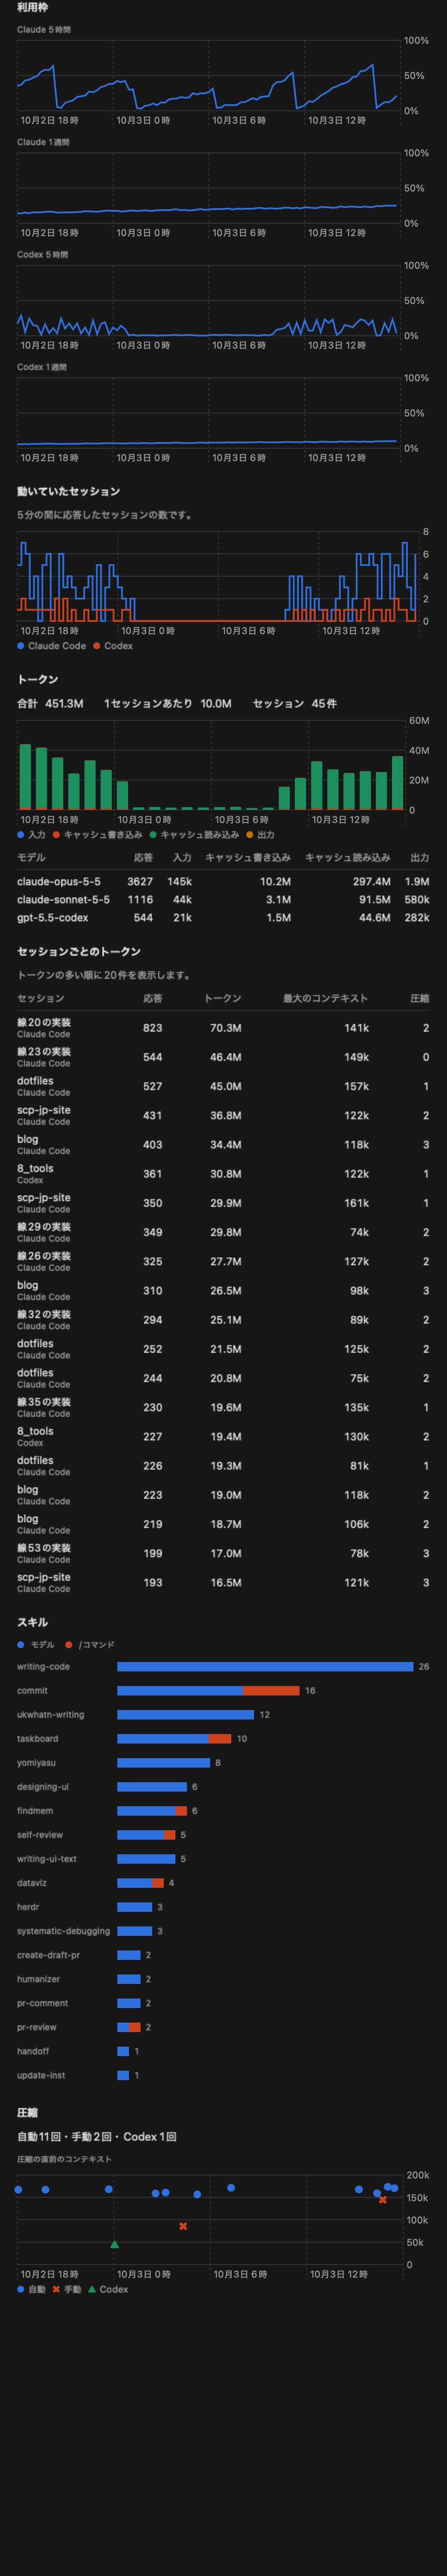 利用枠
Claude 5時間
100%
50%
0%
10月2日 18時 10月3日 0時 10月3日 6時 10月3日 12時
Claude 1週間
100%
50%
0%
10月2日 18時 10月3日 0時 10月3日 6時 10月3日 12時
Codex 5時間
100%
50%
0%
10月2日 18時 10月3日 0時 10月3日 6時 10月3日 12時
Codex 1週間
100%
50%
0%
10月2日 18時 10月3日 0時 10月3日 6時 10月3日 12時
動いていたセッション
5分の間に応答したセッションの数です。
8
6
4
2
0
10月2日 18時 10月3日 0時 10月3日 6時 10月3日 12時
Claude Code Codex
トークン
合計 451.3M 1セッションあたり 10.0M セッション 45件
60M
40M
20M
0
10月2日 18時 10月3日 0時 10月3日 6時 10月3日 12時
入力 キャッシュ書き込み キャッシュ読み込み 出力
モデル 応答 入力 キャッシュ書き込み キャッシュ読み込み 出力
claude-opus-5-5 3627 145k 10.2M 297.4M 1.9M
claude-sonnet-5-5 1116 44k 3.1M 91.5M 580k
gpt-5.5-codex 544 21k 1.5M 44.6M 282k
セッションごとのトークン
トークンの多い順に20件を表示します。
セッション 応答 トークン 最大のコンテキスト 圧縮
線20の実装 823 70.3M 141k 2
Claude Code
線23の実装 544 46.4M 149k 0
Claude Code
dotfiles 527 45.0M 157k 1
Claude Code
scp-jp-site 431 36.8M 122k 2
Claude Code
blog 403 34.4M 118k 3
Claude Code
8_tools 361 30.8M 122k 1
Codex
scp-jp-site 350 29.9M 161k 1
Claude Code
線29の実装 349 29.8M 74k 2
Claude Code
線26の実装 325 27.7M 127k 2
Claude Code
blog 310 26.5M 98k 3
Claude Code
線32の実装 294 25.1M 89k 2
Claude Code
dotfiles 252 21.5M 125k 2
Claude Code
dotfiles 244 20.8M 75k 2
Claude Code
線35の実装 230 19.6M 135k 1
Claude Code
8_tools 227 19.4M 130k 2
Codex
dotfiles 226 19.3M 81k 1
Claude Code
blog 223 19.0M 118k 2
Claude Code
blog 219 18.7M 106k 2
Claude Code
線53の実装 199 17.0M 78k 3
Claude Code
scp-jp-site 193 16.5M 121k 3
Claude Code
スキル
モデル /コマンド
writing-code 26
commit 16
ukwhatn-writing 12
taskboard 10
yomiyasu 8
designing-ui 6
findmem 6
self-review 5
writing-ui-text 5
dataviz 4
herdr 3
systematic-debugging 3
create-draft-pr 2
humanizer 2
pr-comment 2
pr-review 2
handoff 1
update-inst 1
圧縮
自動11回・手動2回・Codex 1回
圧縮の直前のコンテキスト
200k
150k
100k
50k
0
10月2日 18時 10月3日 0時 10月3日 6時 10月3日 12時
自動 手動 Codex